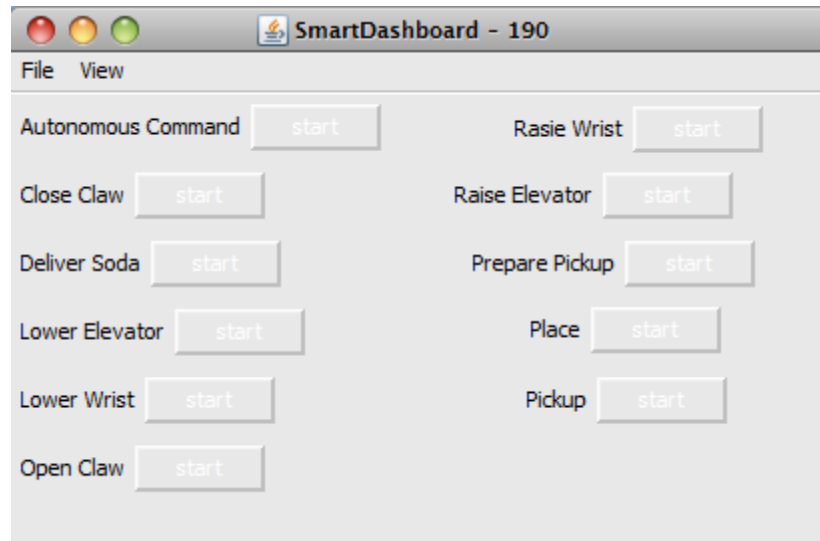 SmartDashboard - 190
File View
Autonomous Command start Rasie Wrist start
Close Claw start Raise Elevator start
Deliver Soda start Prepare Pickup start
Lower Elevator start Place start
Lower Wrist start Pickup start
Open Claw start